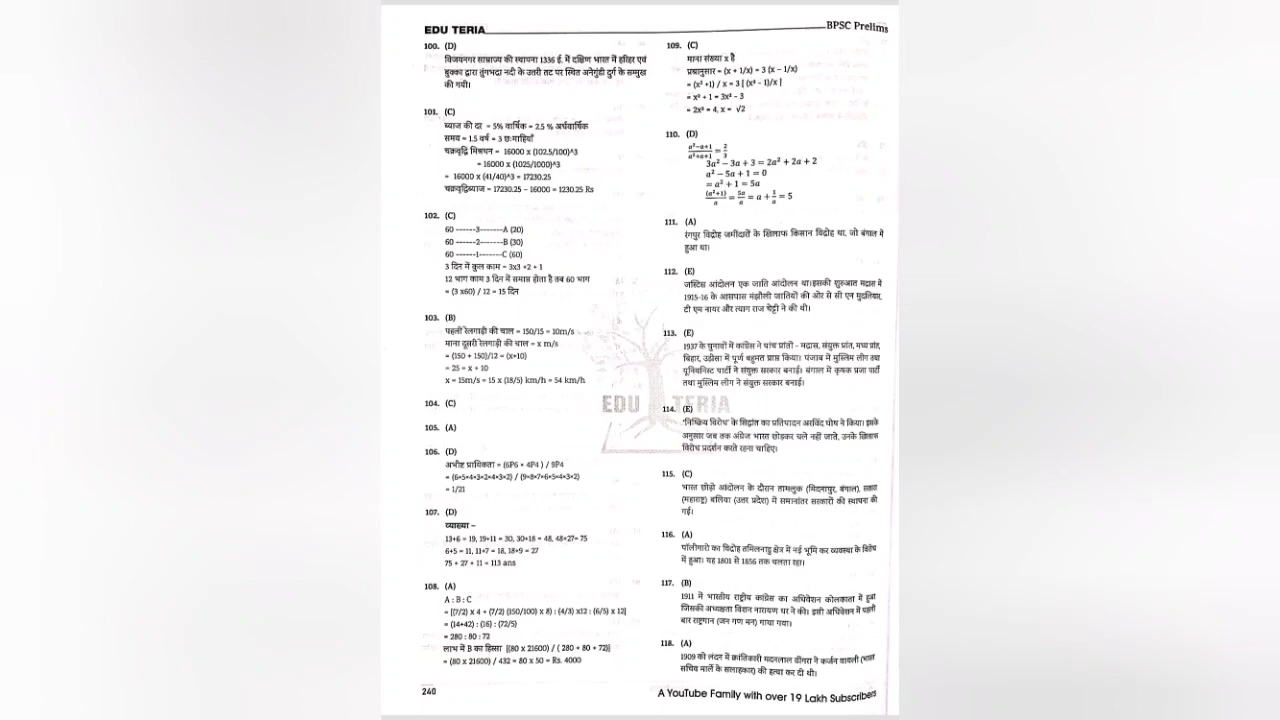 EDU TERIA
BPSC Prelims
100. (D)
विजयनगर साम्राज्य की स्थापना 1336 ई. में दक्षिण भारत में हरिहर एवं
बुक्का द्वारा तुंगभद्रा नदी के उत्तरी तट पर स्थित अनेगुंडी दुर्ग के सम्मुख
की गयी।
101. (C)
ब्याज की दर = 5% वार्षिक = 2.5 % अर्धवार्षिक
समय = 1.5 वर्ष = 3 छःमाहियाँ
चक्रवृद्धि मिश्रधन = 16000 x (102.5/100)^3
= 16000 x (1025/1000)^3
= 16000 x (41/40)^3 = 17230.25
चक्रवृद्धिब्याज = 17230.25 – 16000 = 1230.25 Rs
102. (C)
60 ------3-------A (20)
60 ------2-------B (30)
60 ------1------C (60)
3 दिन में कुल काम = 3x3 +2 + 1
12 भाग काम 3 दिन में समाप्त होता है तब 60 भाग
= (3 x60) / 12 = 15 दिन
103. (B)
पहली रेलगाड़ी की चाल = 150/15 = 10m/s
माना दूसरी रेलगाड़ी की चाल = x m/s
= (150 + 150)/12 = (x+10)
= 25 = x + 10
x = 15m/s = 15 x (18/5) km/h = 54 km/h
104. (C)
105. (A)
106. (D)
अभीष्ट प्रायिकता = (6P6 × 4P4 ) / 9P4
= (6×5×4×3×2×4×3×2) / (9×8×7×6×5×4×3×2)
= 1/21
107. (D)
व्याख्या –
13+6 = 19, 19+11 = 30, 30+18 = 48, 48+27= 75
6+5 = 11, 11+7 = 18, 18+9 = 27
75 + 27 + 11 = 113 ans
108. (A)
A : B : C
= [(7/2) x 4 + (7/2) (150/100) x 8) : (4/3) x12 : (6/5) x 12]
= (14+42) : (16) : (72/5)
= 280 : 80 : 72
लाभ में B का हिस्सा [(80 x 21600) / ( 280 + 80 + 72)]
= (80 x 21600) / 432 = 80 x 50 = Rs. 4000
109. (C)
माना संख्या x है
प्रश्नानुसार = (x + 1/x) = 3 (x – 1/x)
= (x² +1) / x = 3 [ (x² - 1)/x ]
= x² + 1 = 3x² – 3
= 2x² = 4, x = √2
110. (D)
a²−a+1 / a²+a+1 = 2/3
3a² − 3a + 3 = 2a² + 2a + 2
a² − 5a + 1 = 0
= a² + 1 = 5a
(a²+1)/a = 5a/a = a + 1/a = 5
111. (A)
रंगपुर विद्रोह जमींदारों के खिलाफ किसान विद्रोह था, जो बंगाल में
हुआ था।
112. (E)
जस्टिस आंदोलन एक जाति आंदोलन था।इसकी शुरुआत मद्रास में
1915-16 के आसपास मंझौली जातियों की ओर से सी एन मुदलियार,
टी एम नायर और त्याग राज चेट्टी ने की थी।
113. (E)
1937 के चुनावों में कांग्रेस ने पांच प्रांतों – मद्रास, संयुक्त प्रांत, मध्य प्रांत,
बिहार, उड़ीसा में पूर्ण बहुमत प्राप्त किया। पंजाब में मुस्लिम लीग तथा
यूनियनिस्ट पार्टी ने संयुक्त सरकार बनाई। बंगाल में कृषक प्रजा पार्टी
तथा मुस्लिम लीग ने संयुक्त सरकार बनाई।
EDU TERIA
114. (E)
'निष्क्रिय विरोध' के सिद्धांत का प्रतिपादन अरविंद घोष ने किया। इसके
अनुसार जब तक अंग्रेज भारत छोड़कर चले नहीं जाते, उनके खिलाफ
विरोध प्रदर्शन करते रहना चाहिए।
115. (C)
भारत छोड़ो आंदोलन के दौरान तामलुक (मिदनापुर, बंगाल), सतारा
(महाराष्ट्र) बलिया (उत्तर प्रदेश) में समानांतर सरकारों की स्थापना की
गई।
116. (A)
पॉलीगारों का विद्रोह तमिलनाडु क्षेत्र में नई भूमि कर व्यवस्था के विरोध
में हुआ। यह 1801 से 1856 तक चलता रहा।
117. (B)
1911 में भारतीय राष्ट्रीय कांग्रेस का अधिवेशन कोलकाता में हुआ
जिसकी अध्यक्षता विशन नारायण धर ने की। इसी अधिवेशन में पहली
बार राष्ट्रगान (जन गण मन) गाया गया।
118. (A)
1909 को लंदन में क्रांतिकारी मदनलाल ढींगरा ने कर्जन वायली (भारत
सचिव मार्ले के सलाहकार) की हत्या कर दी थी।
240
A YouTube Family with over 19 Lakh Subscribers